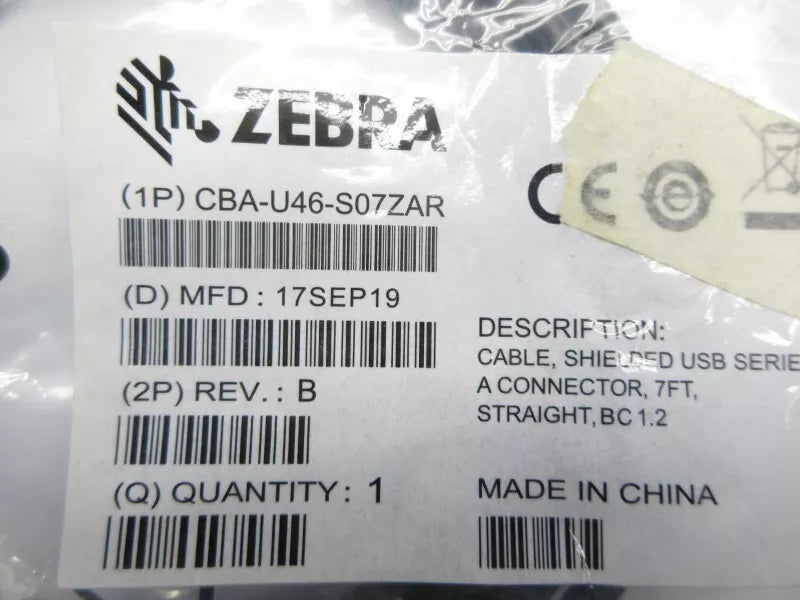 ZEBRA
(1P) CBA-U46-S07ZAR
(D) MFD : 17SEP19
(2P) REV. : B
(Q) QUANTITY : 1
CE
DESCRIPTION:
CABLE, SHIELDED USB SERIE
A CONNECTOR, 7FT,
STRAIGHT, BC 1.2
MADE IN CHINA